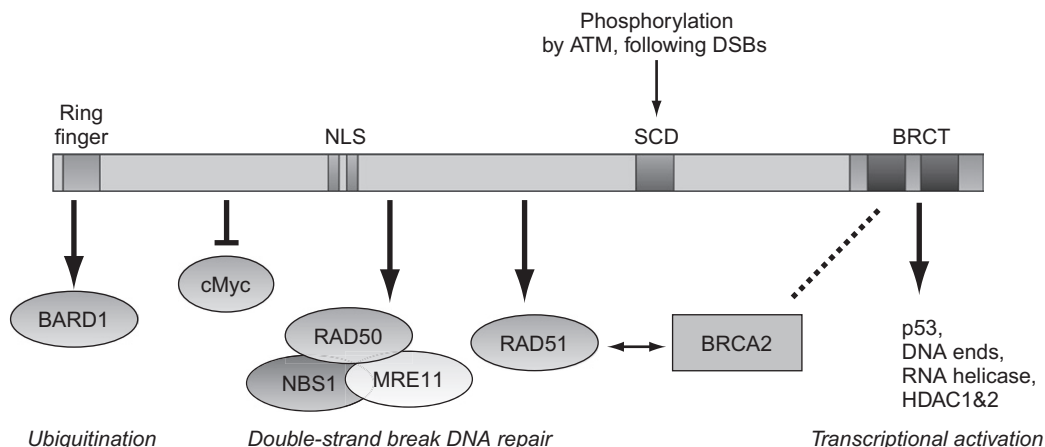 Phosphorylation
by ATM, following DSBs
Ring
finger
NLS
SCD
BRCT
cMyc
BARD1
RAD50
NBS1
MRE11
RAD51
BRCA2
p53,
DNA ends,
RNA helicase,
HDAC1&2
Ubiquitination
Double-strand break DNA repair
Transcriptional activation